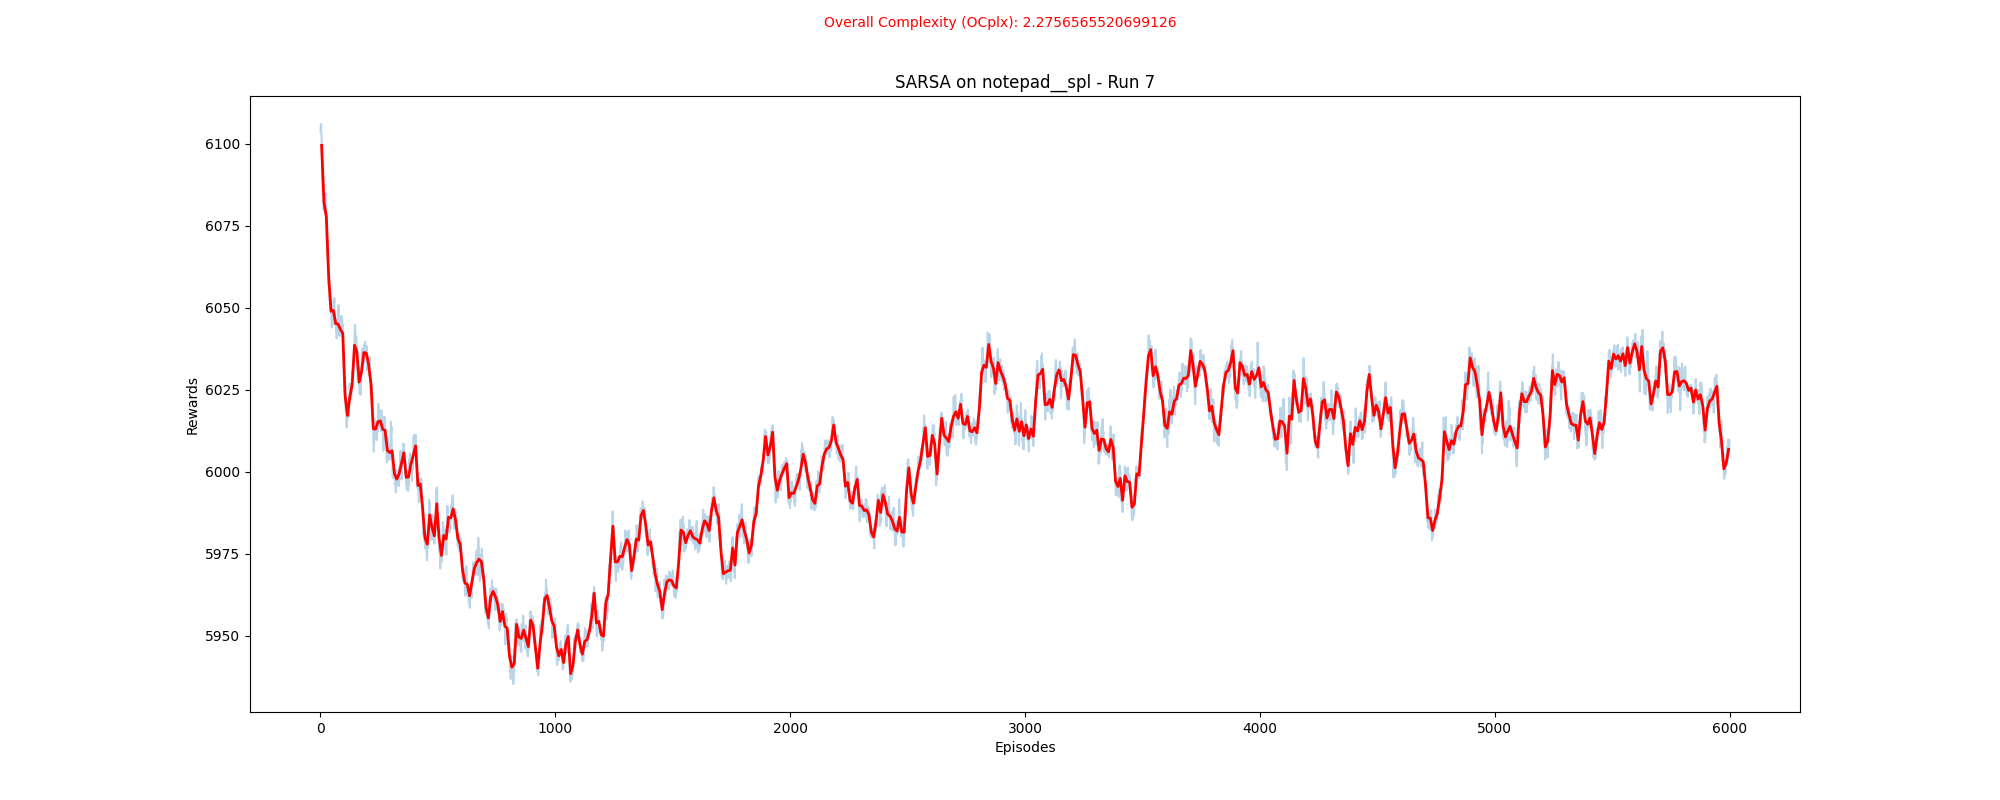 Overall Complexity (OCplx): 2.2756565520699126
SARSA on notepad__spl - Run 7
6100
6075
6050
6025
6000
5975
5950
Rewards
0 1000 2000 3000 4000 5000 6000
Episodes